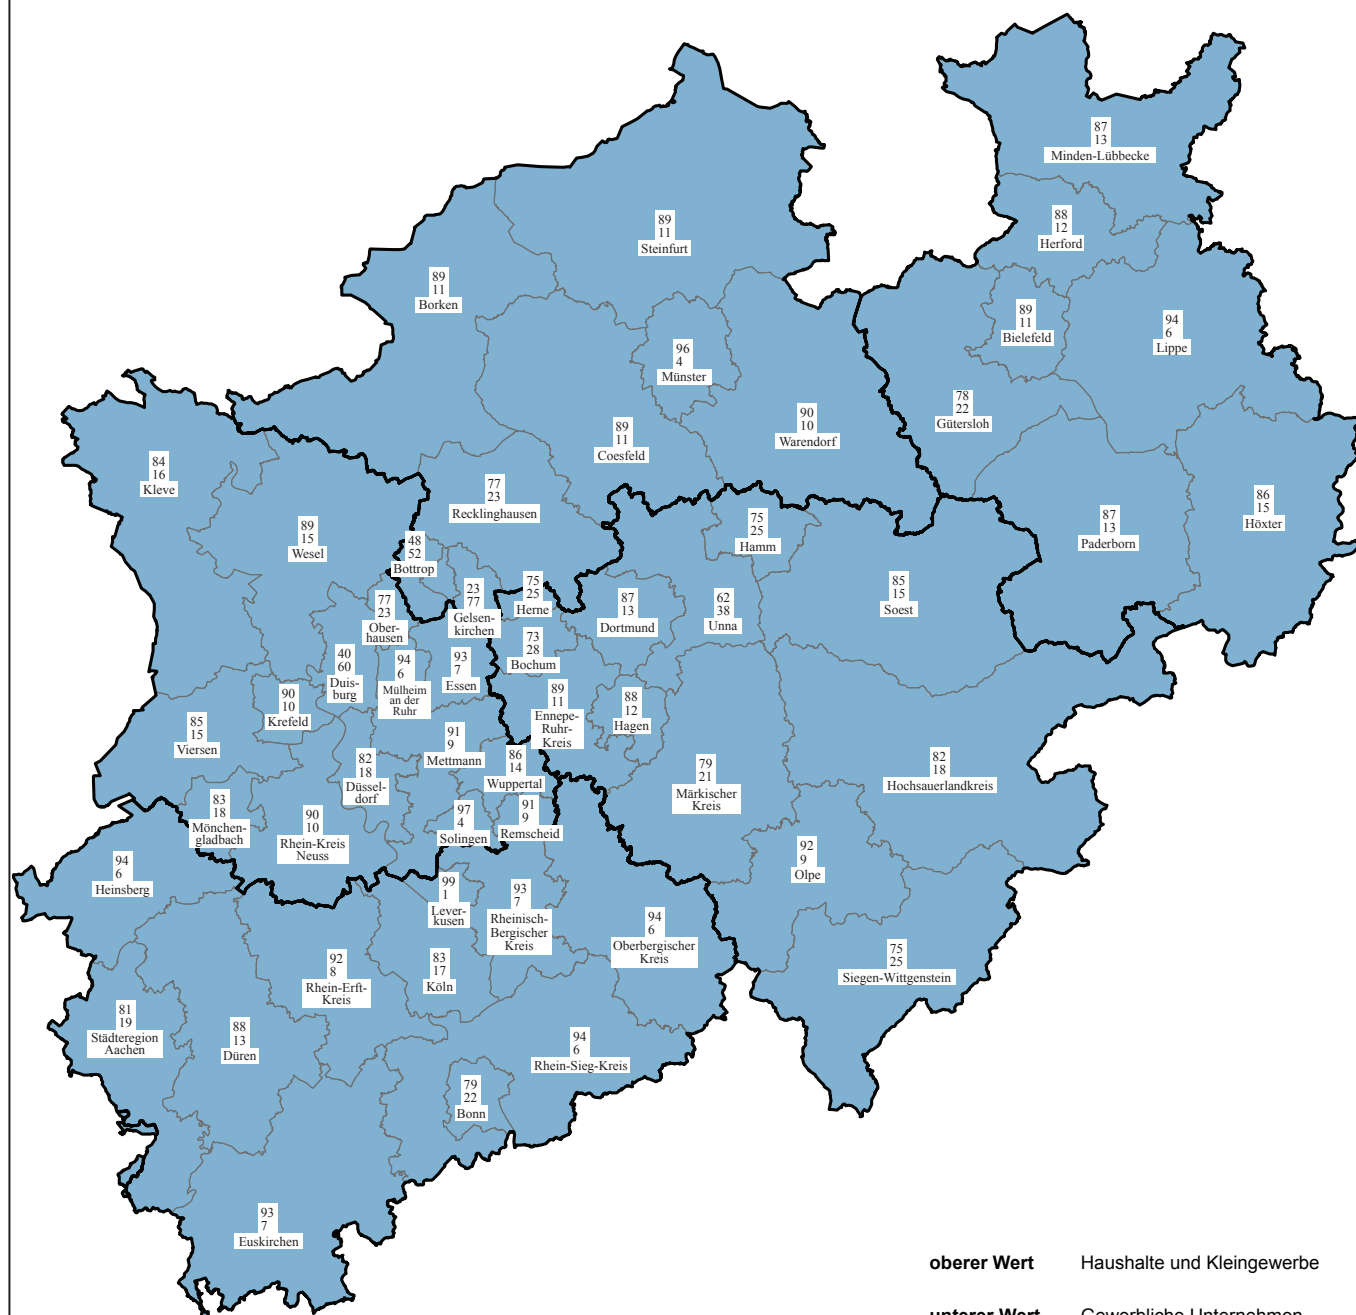 87
13
Minden-Lübbecke
88
12
Herford
89
11
Steinfurt
89
11
Borken
89
11
Bielefeld
94
6
Lippe
96
4
Münster
78
22
Gütersloh
90
10
Warendorf
89
11
Coesfeld
84
16
Kleve
77
23
Recklinghausen
86
15
Höxter
87
13
Paderborn
89
15
Wesel
75
25
Hamm
48
52
Bottrop
85
15
Soest
75
25
Herne
23
77
Gelsen-
kirchen
77
23
Ober-
hausen
87
13
Dortmund
62
38
Unna
73
28
Bochum
40
60
Duis-
burg
94
6
Mülheim
an der
Ruhr
93
7
Essen
90
10
Krefeld
89
11
Ennepe-
Ruhr-
Kreis
88
12
Hagen
85
15
Viersen
91
9
Mettmann
86
14
Wuppertal
82
18
Düssel-
dorf
79
21
Märkischer
Kreis
82
18
Hochsauerlandkreis
83
18
Mönchen-
gladbach
90
10
Rhein-Kreis
Neuss
97
4
Solingen
91
9
Remscheid
94
6
Heinsberg
92
9
Olpe
99
1
Lever-
kusen
93
7
Rheinisch-
Bergischer
Kreis
94
6
Oberbergischer
Kreis
92
8
Rhein-Erft-
Kreis
83
17
Köln
75
25
Siegen-Wittgenstein
81
19
Städteregion
Aachen
88
13
Düren
94
6
Rhein-Sieg-Kreis
79
22
Bonn
93
7
Euskirchen
oberer Wert Haushalte und Kleingewerbe
unterer Wert Gewerbliche Unternehmen